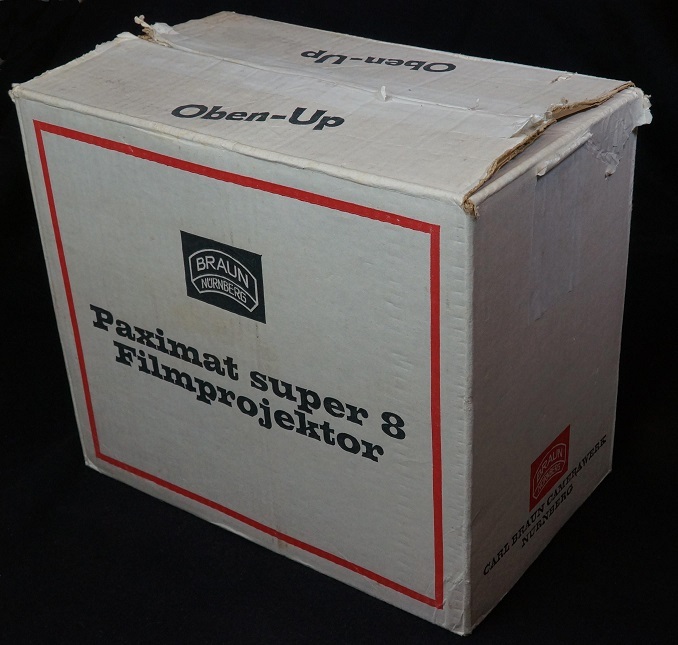 Oben-Up
Oben-Up
BRAUN
NÜRNBERG
Paximat super 8
Filmprojektor
BRAUN
NÜRNBERG
CARL BRAUN CAMERAWERK
NÜRNBERG